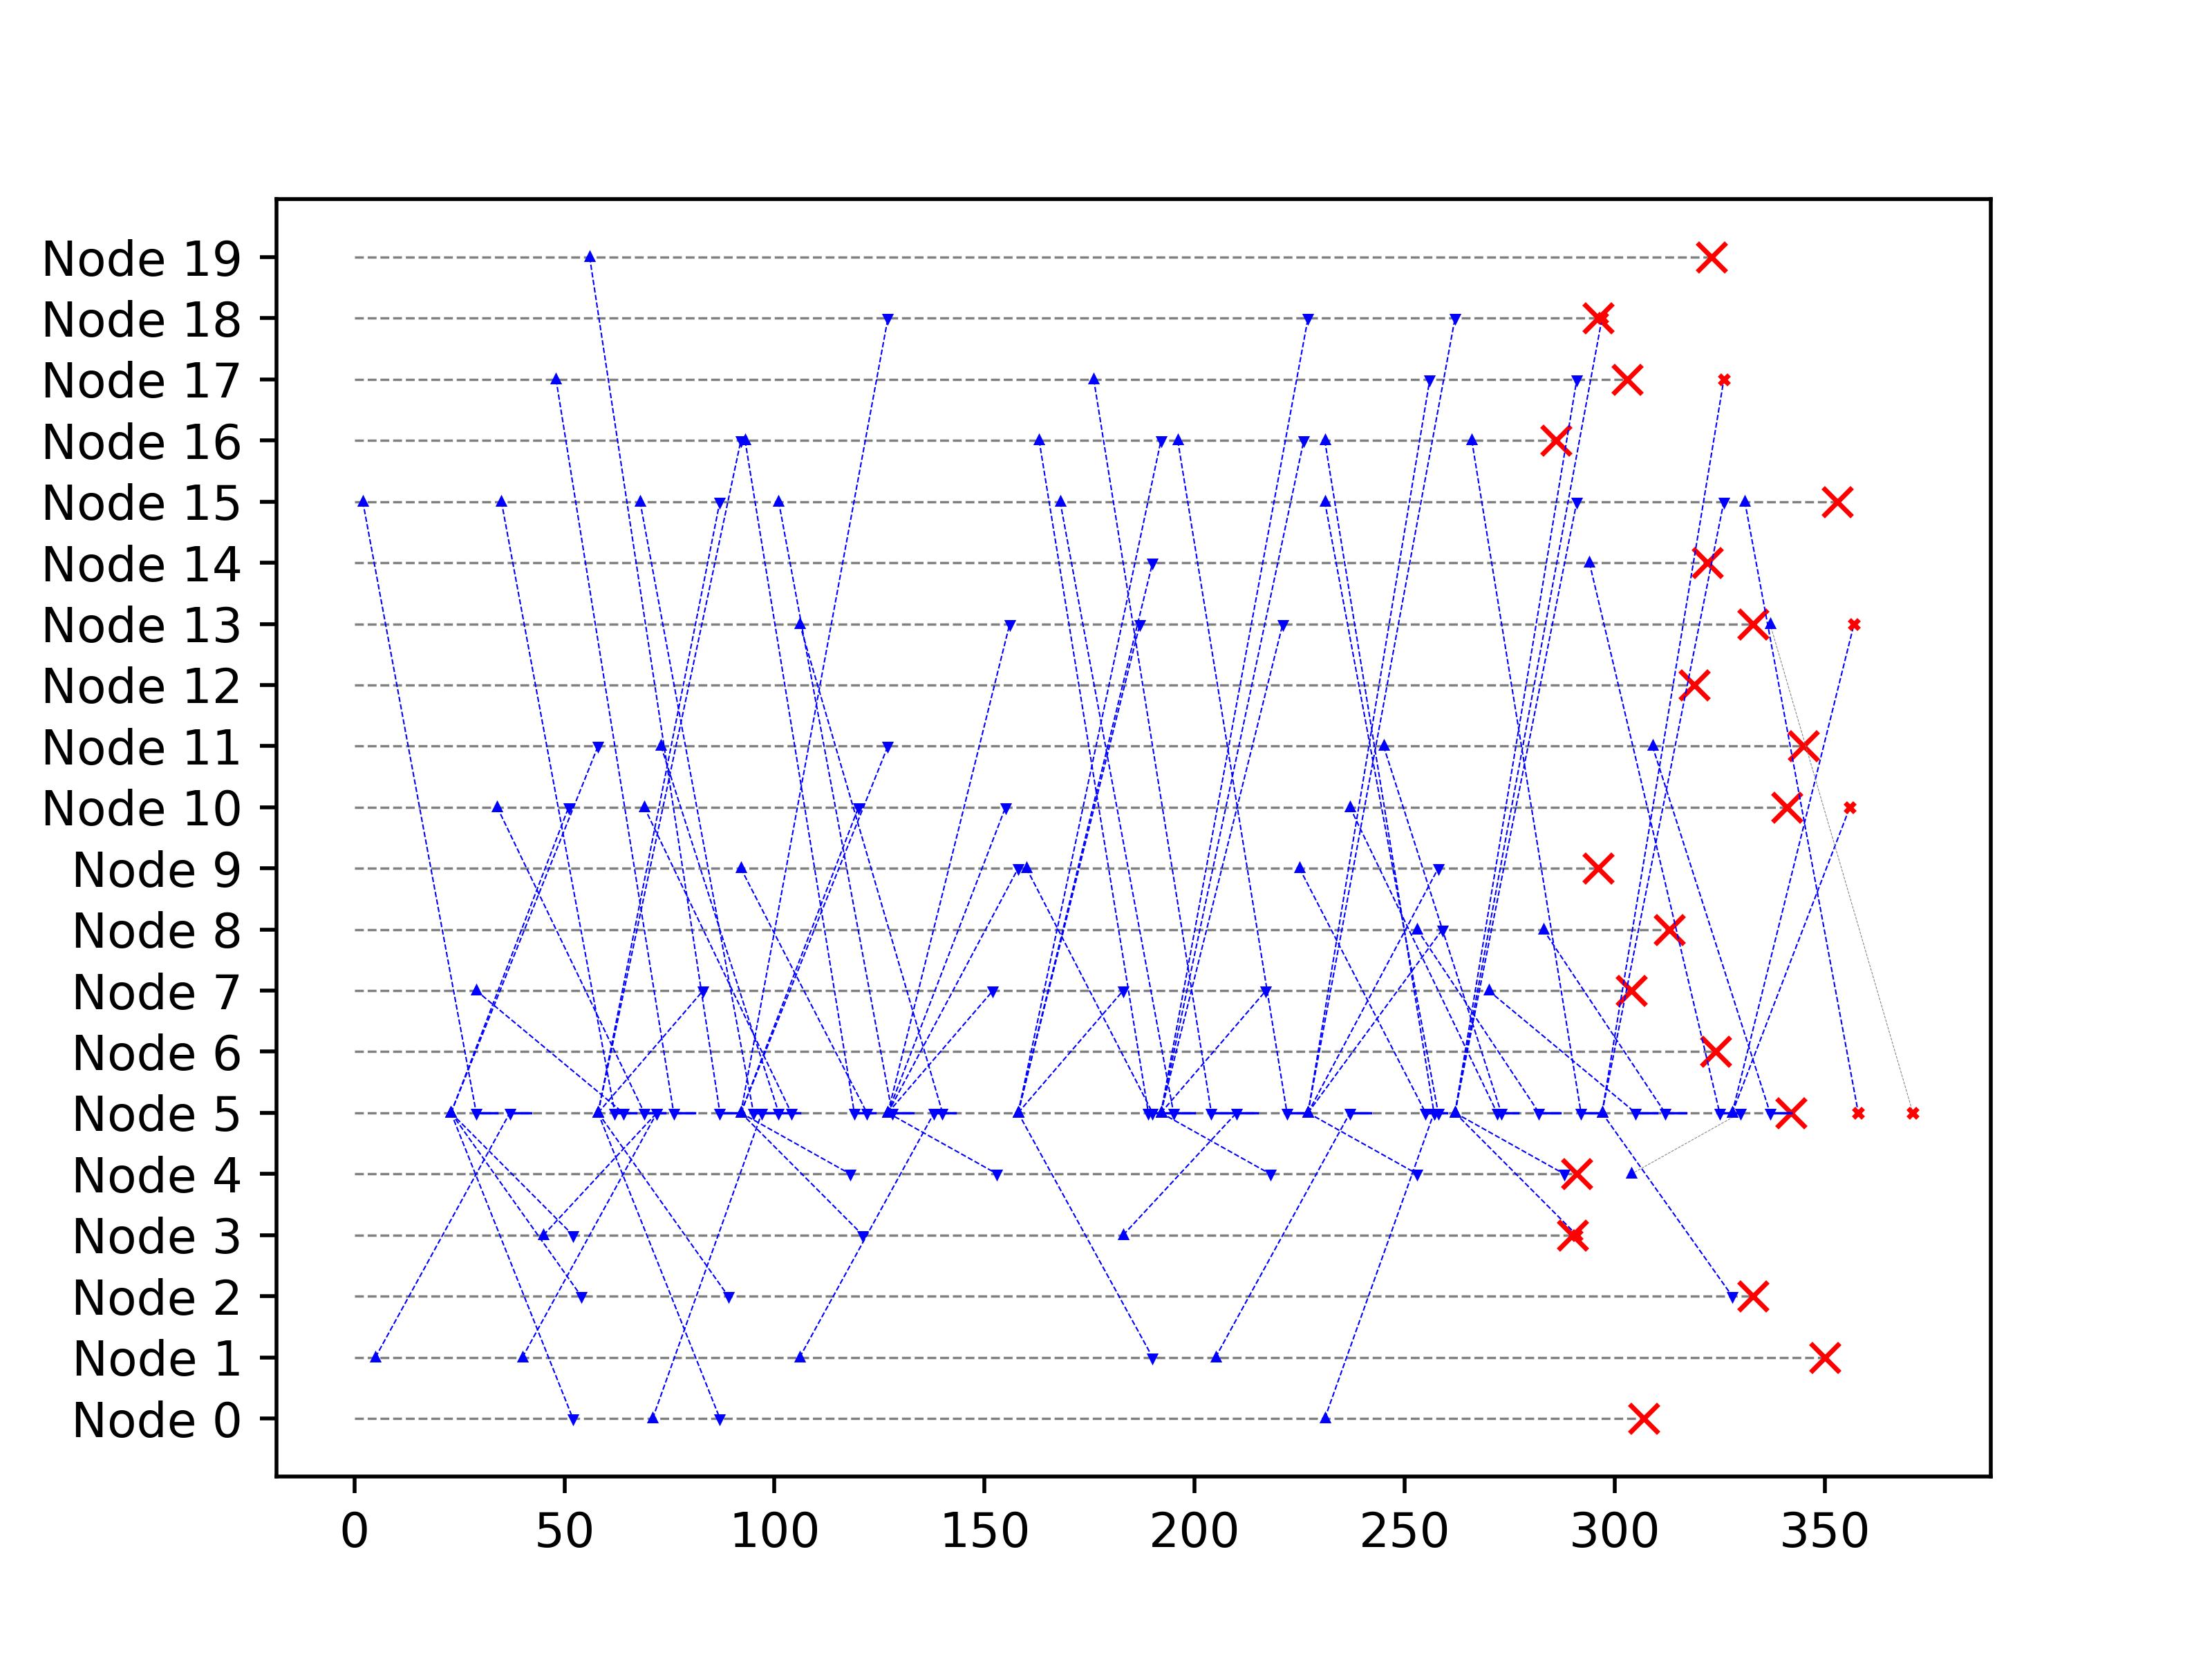 Node 19
Node 18
Node 17
Node 16
Node 15
Node 14
Node 13
Node 12
Node 11
Node 10
Node 9
Node 8
Node 7
Node 6
Node 5
Node 4
Node 3
Node 2
Node 1
Node 0
0 50 100 150 200 250 300 350